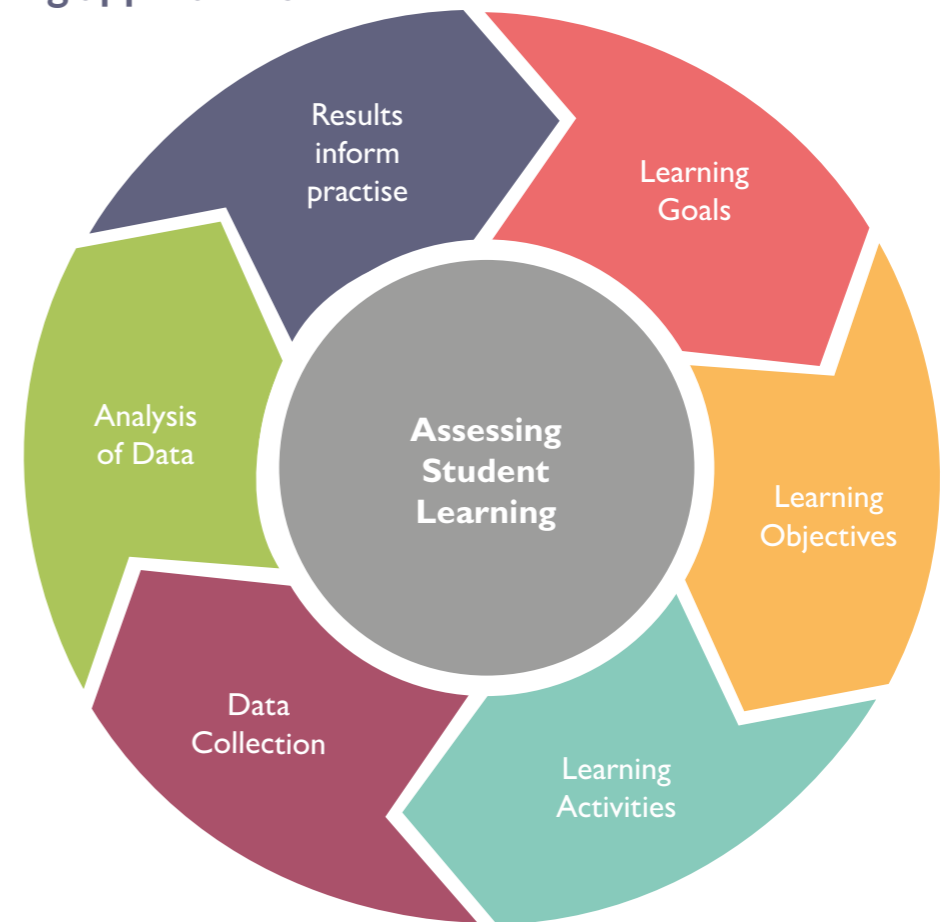 Results
inform
practise
Learning
Goals
Learning
Objectives
Learning
Activities
Data
Collection
Analysis
of Data
Assessing
Student
Learning